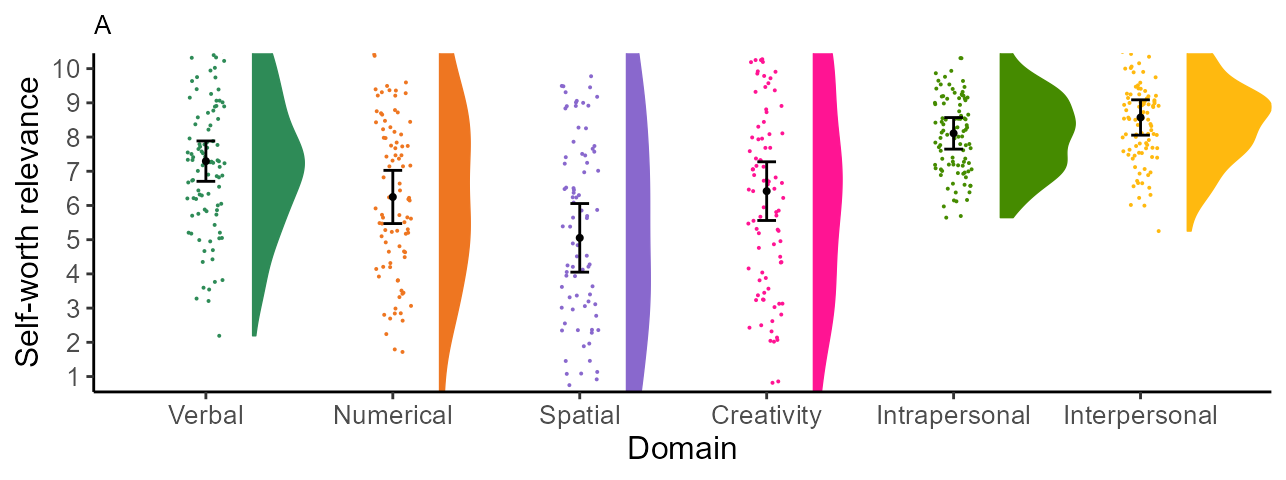 A
Self-worth relevance
10
9
8
7
6
5
4
3
2
1
Verbal Numerical Spatial Creativity Intrapersonal Interpersonal
Domain